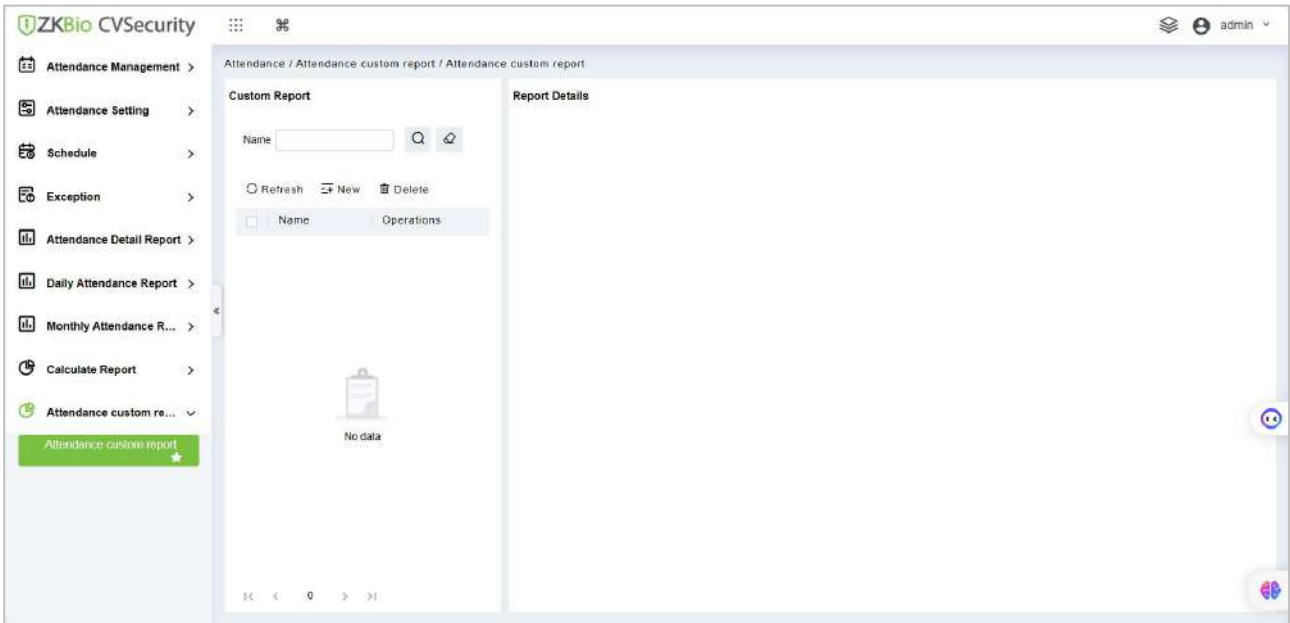 ZKBio CVSecurity
admin
Attendance Management
Attendance Setting
Schedule
Exception
Attendance Detail Report
Daily Attendance Report
Monthly Attendance R...
Calculate Report
Attendance custom re...
Attendance custom report
Attendance / Attendance custom report / Attendance custom report
Custom Report
Name
Refresh New Delete
Name Operations
No data
0
Report Details